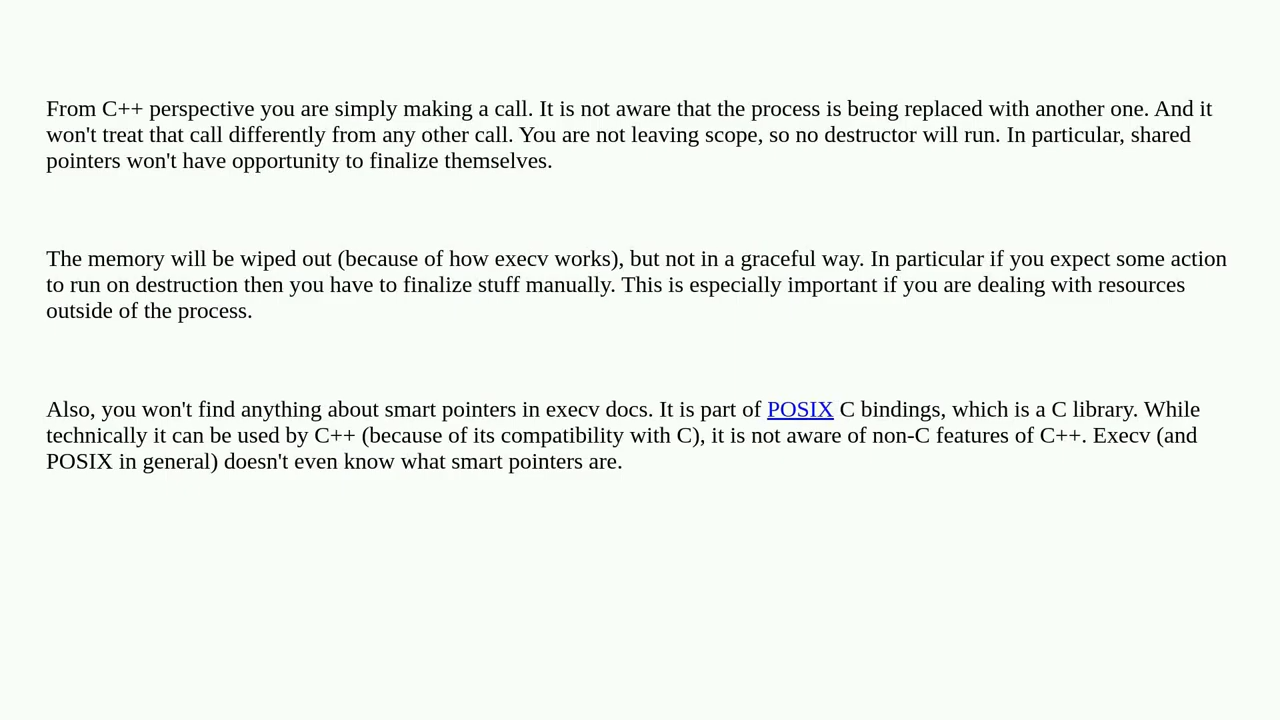 From C++ perspective you are simply making a call. It is not aware that the process is being replaced with another one. And it
won't treat that call differently from any other call. You are not leaving scope, so no destructor will run. In particular, shared
pointers won't have opportunity to finalize themselves.
The memory will be wiped out (because of how execv works), but not in a graceful way. In particular if you expect some action
to run on destruction then you have to finalize stuff manually. This is especially important if you are dealing with resources
outside of the process.
Also, you won't find anything about smart pointers in execv docs. It is part of POSIX C bindings, which is a C library. While
technically it can be used by C++ (because of its compatibility with C), it is not aware of non-C features of C++. Execv (and
POSIX in general) doesn't even know what smart pointers are.